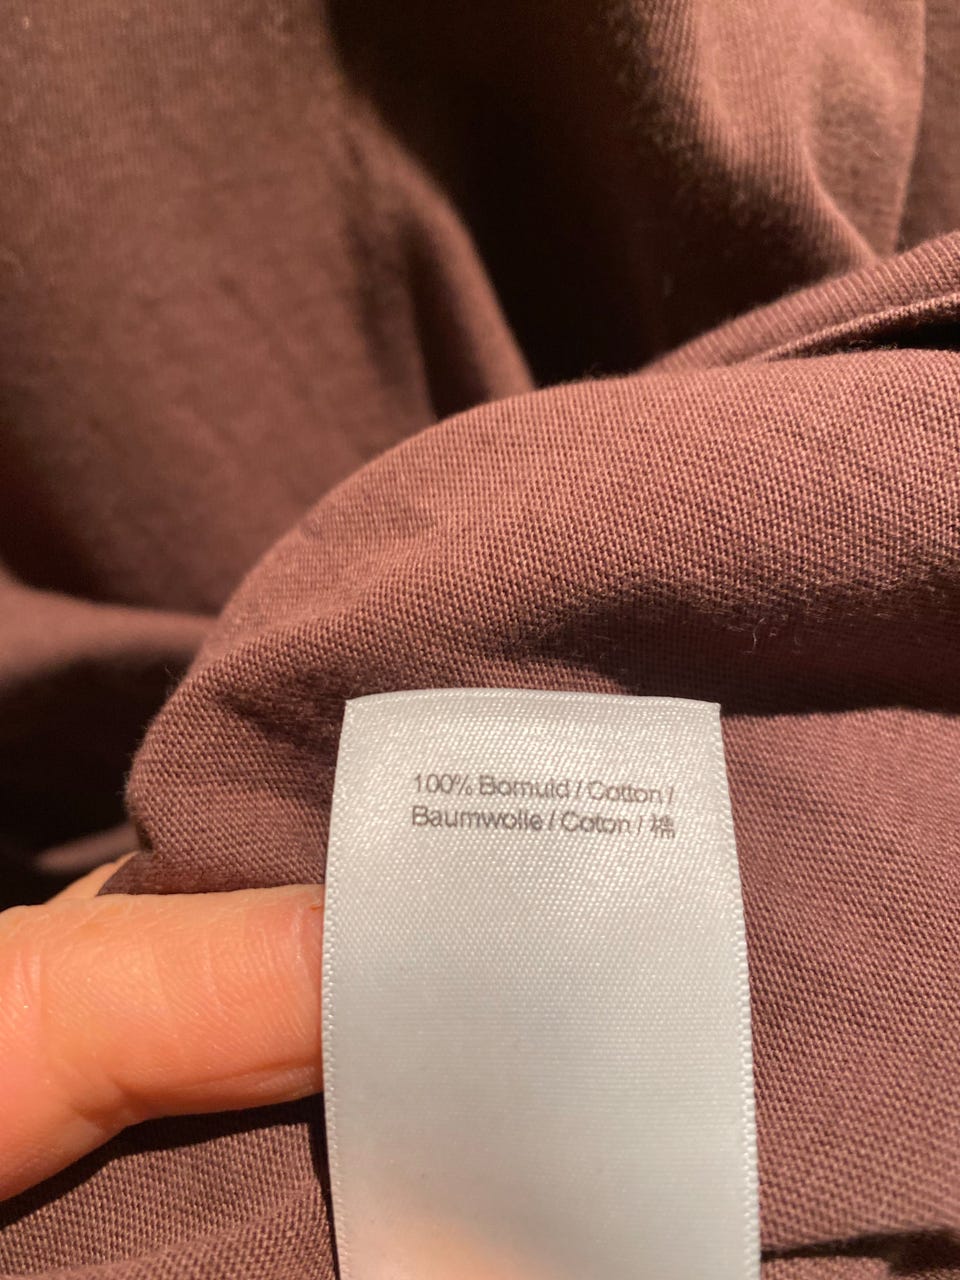 100% Bomuld / Cotton /
Baumwolle / Coton / 棉